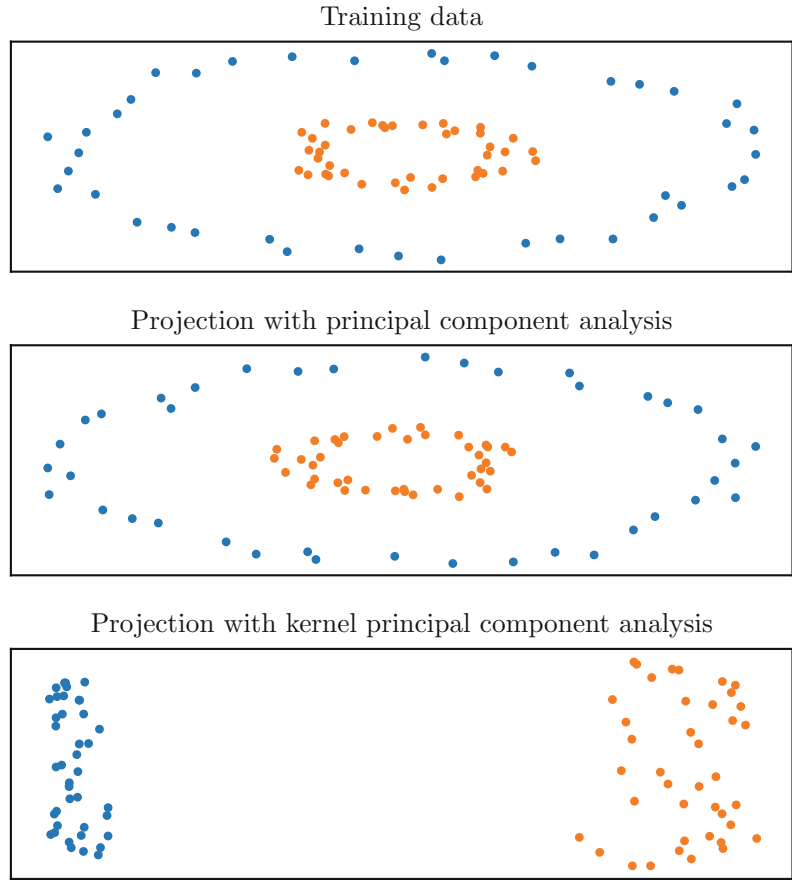 Training data
Projection with principal component analysis
Projection with kernel principal component analysis